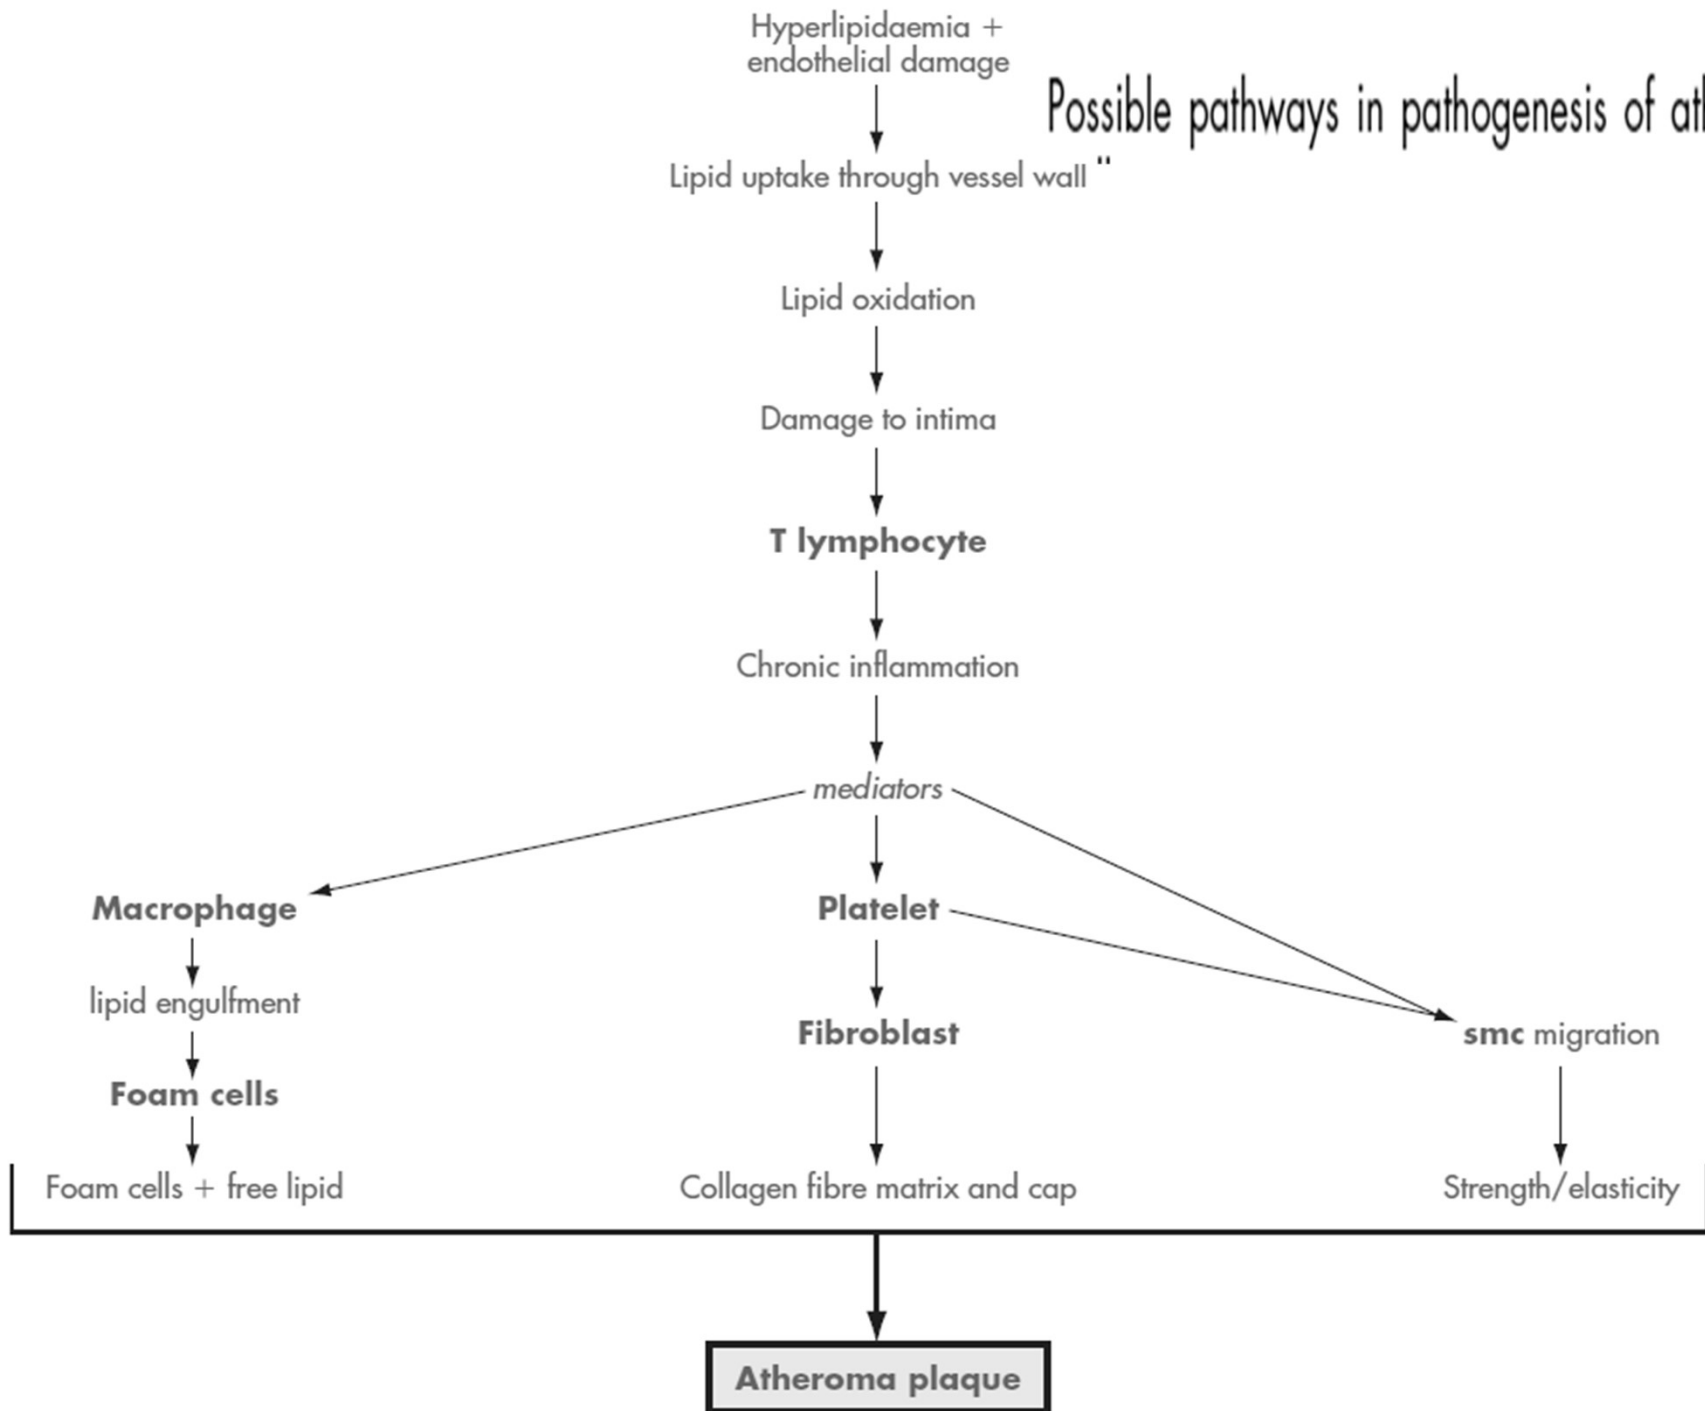 Hyperlipidaemia +
endothelial damage
Possible pathways in pathogenesis of
Lipid uptake through vessel wall
Lipid oxidation
Damage to intima
T lymphocyte
Chronic inflammation
mediators
Macrophage
Platelet
lipid engulfment
Fibroblast
smc migration
Foam cells
Foam cells + free lipid
Collagen fibre matrix and cap
Strength/elasticity
Atheroma plaque